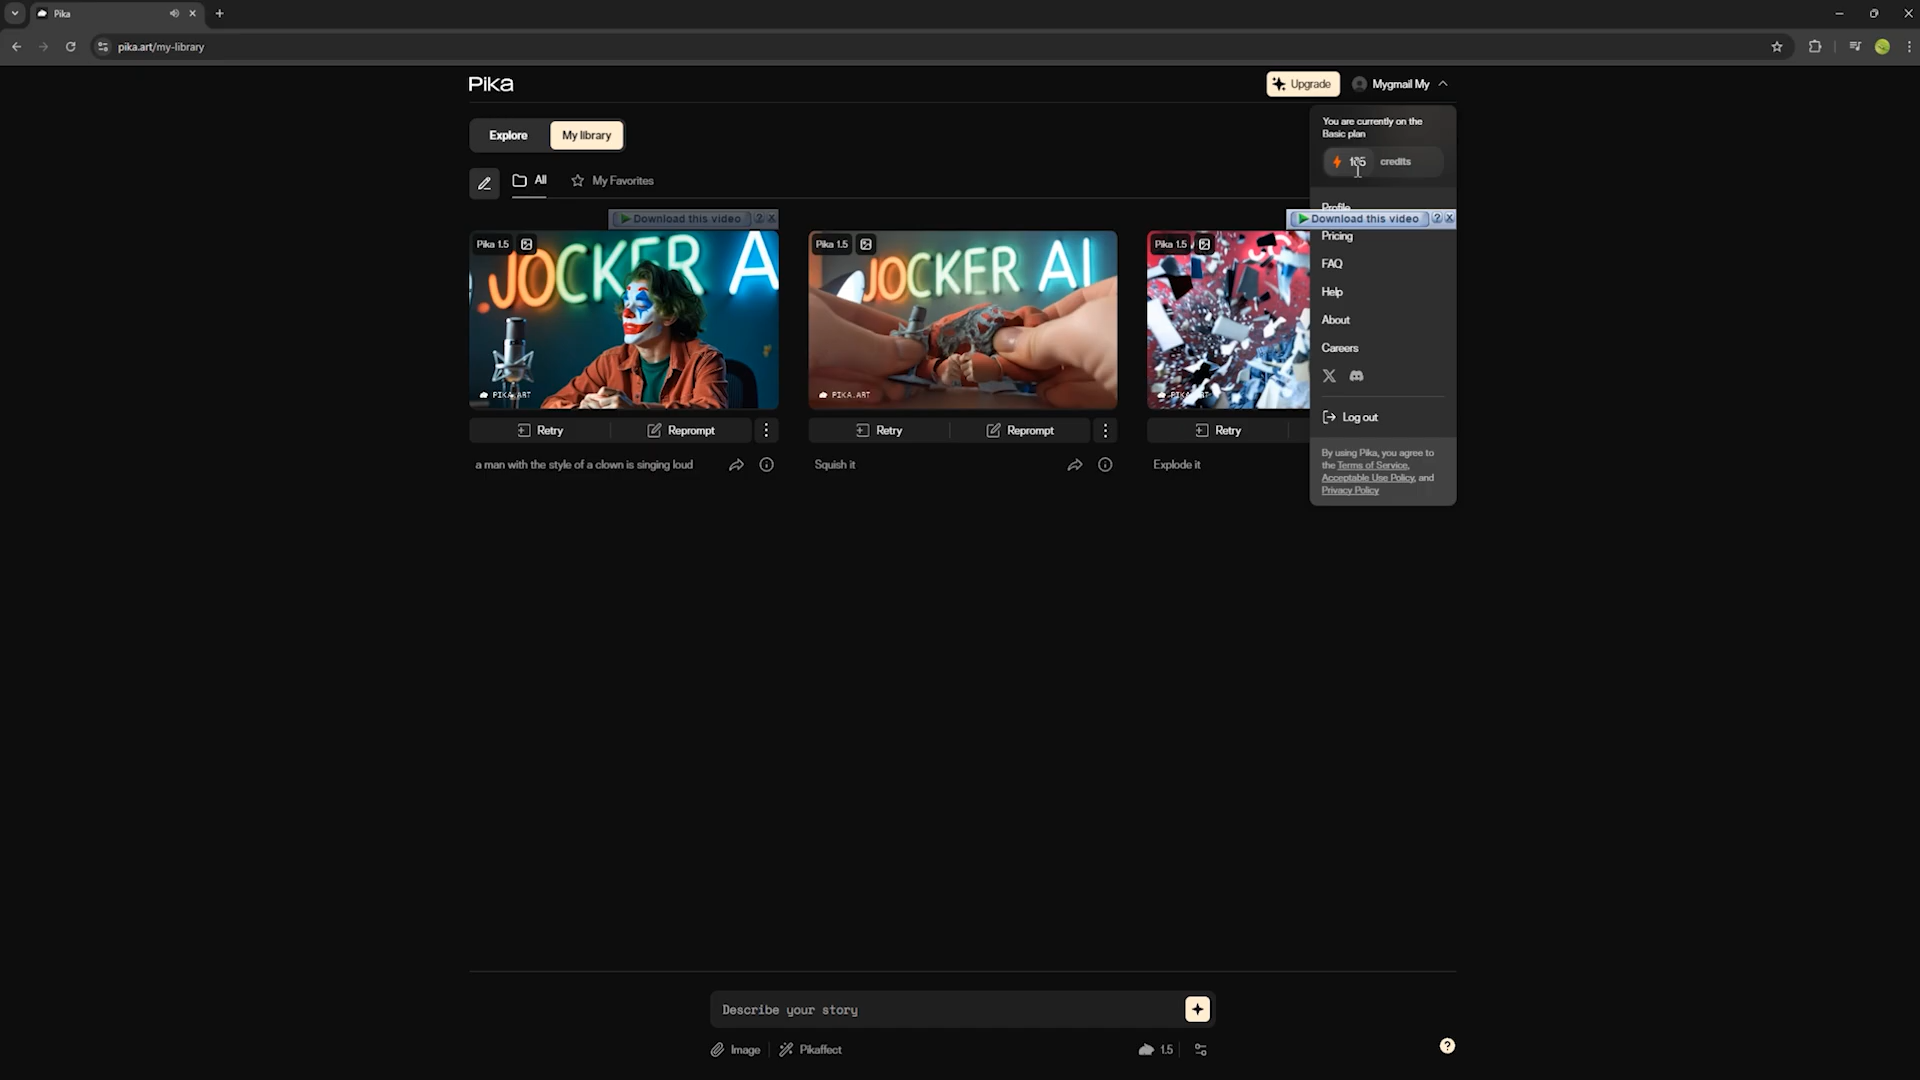 Pika
pika.art/my-library
Pika
Upgrade
Mygmail My
Explore
My library
You are currently on the
Basic plan
credits
All
My Favorites
Profile
Download this video ? X
Download this video ? X
Pricing
FAQ
Help
About
Careers
Log out
By using Pika, you agree to
the Terms of Service,
Acceptable Use Policy, and
Privacy Policy
Pika 1.5
JOCKER A
PIKA.ART
Pika 1.5
JOCKER AI
PIKA.ART
Pika 1.5
PIKA.ART
Retry
Reprompt
Retry
Reprompt
Retry
a man with the style of a clown is singing loud
Squish it
Explode it
Describe your story
Image
Pikaffect
1.5
?